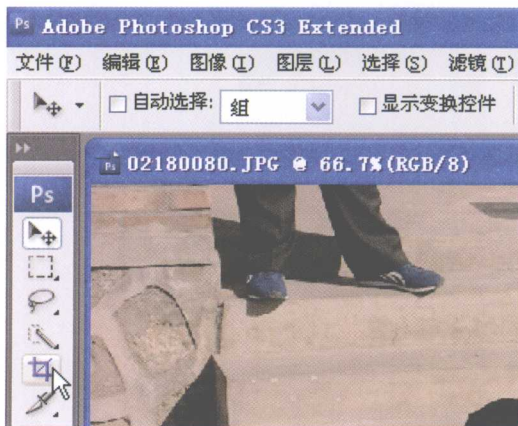 Ps Adobe Photoshop CS3 Extended
文件(F) 编辑(E) 图像(I) 图层(L) 选择(S) 滤镜(T)
自动选择: 组 显示变换控件
Ps 02180080.JPG @ 66.7%(RGB/8)
Ps